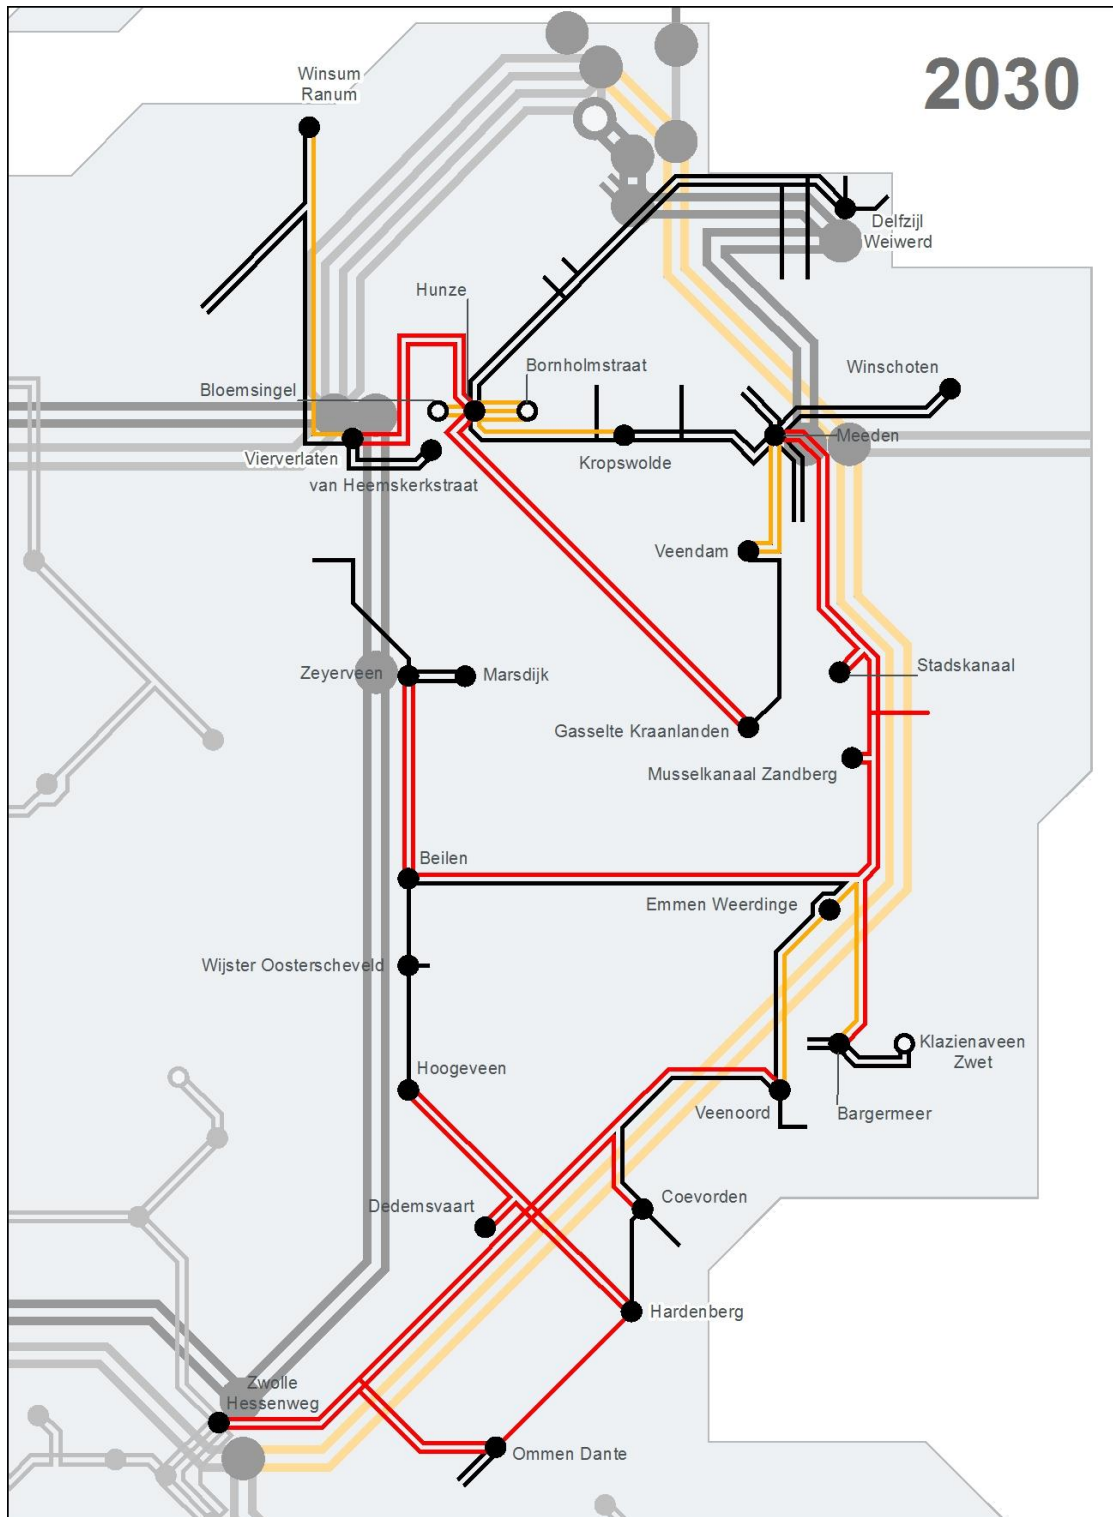 2030
Winsum
Ranum
Delfzijl
Weiwerd
Hunze
Bornholmstraat
Winschoten
Bloemsingel
Meeden
Vierverlaten
Kropswolde
van Heemskerkstraat
Veendam
Zeyerveen
Marsdijk
Stadskanaal
Gasselte Kraanlanden
Musselkanaal Zandberg
Beilen
Emmen Weerdinge
Wijster Oosterscheveld
Klazienaveen
Zwet
Hoogeveen
Veenoord
Bargermeer
Coevorden
Dedemsvaart
Hardenberg
Zwolle
Hessenweg
Ommen Dante